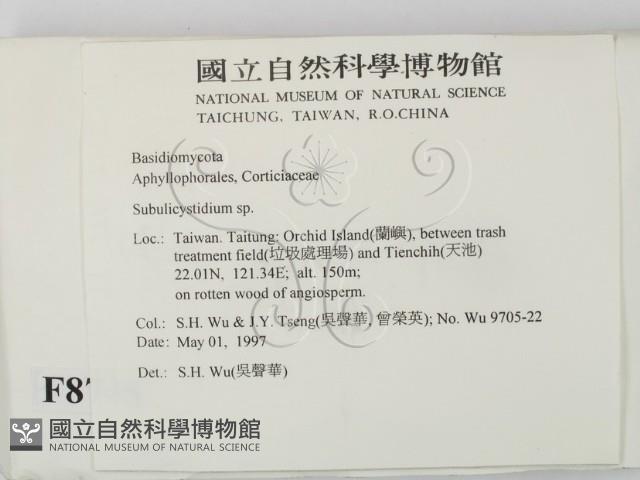 國立自然科學博物館
NATIONAL MUSEUM OF NATURAL SCIENCE
TAICHUNG, TAIWAN, R.O.CHINA
Basidiomycota
Aphyllophorales, Corticiaceae
Subulicystidium sp.
Loc.: Taiwan. Taitung: Orchid Island(蘭嶼), between trash
treatment field(垃圾處理場) and Tienchih(天池)
22.01N, 121.34E; alt. 150m;
on rotten wood of angiosperm.
Col.: S.H. Wu & J.Y. Tseng(吳聲華, 曾榮英); No. Wu 9705-22
Date: May 01, 1997
Det.: S.H. Wu(吳聲華)
國立自然科學博物館
NATIONAL MUSEUM OF NATURAL SCIENCE